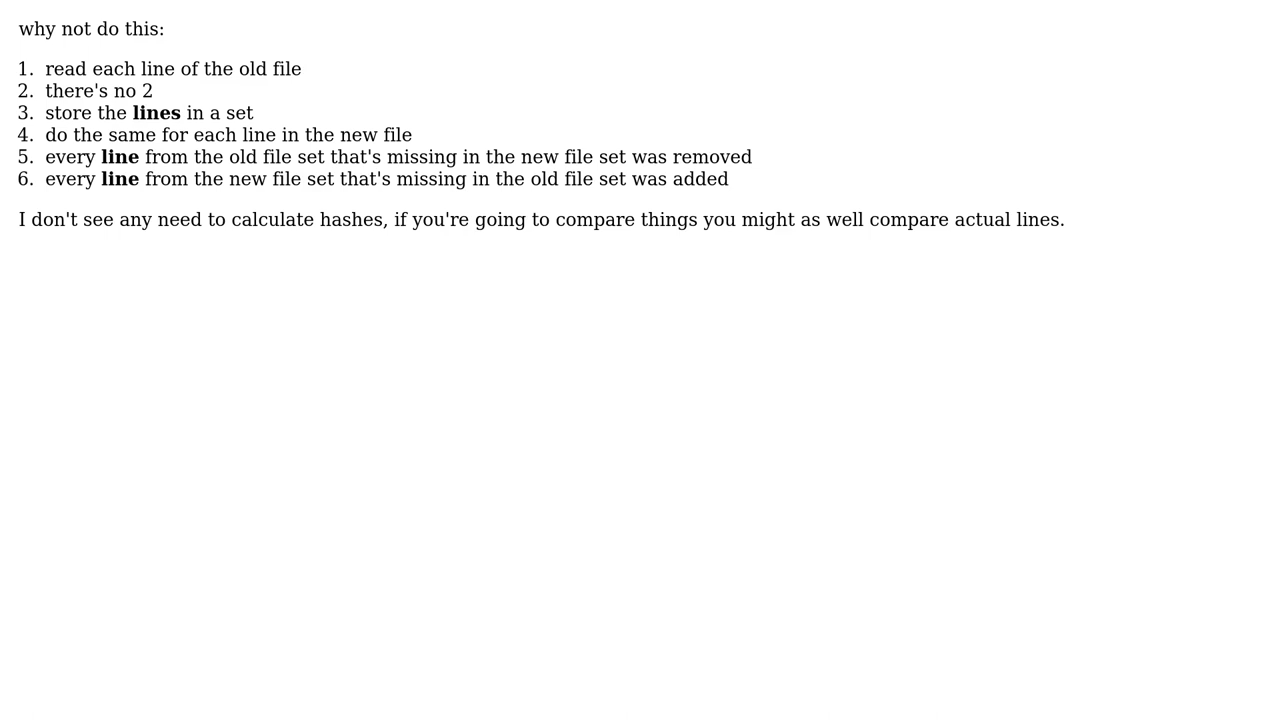 why not do this:
1. read each line of the old file
2. there's no 2
3. store the lines in a set
4. do the same for each line in the new file
5. every line from the old file set that's missing in the new file set was removed
6. every line from the new file set that's missing in the old file set was added
I don't see any need to calculate hashes, if you're going to compare things you might as well compare actual lines.